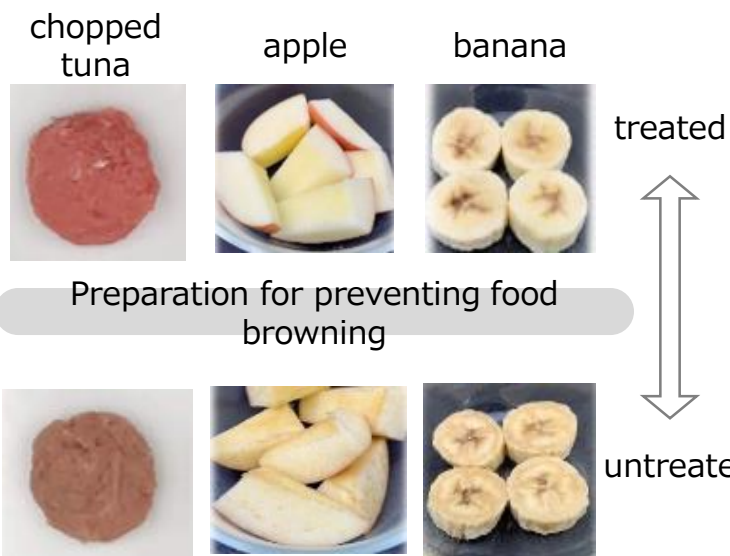 chopped
tuna
apple
banana
treated
Preparation for preventing food
browning
untreate